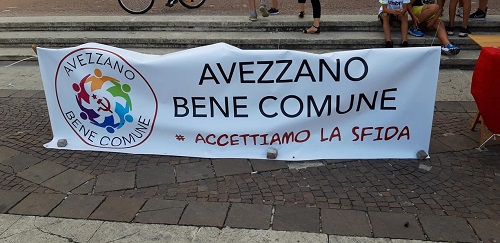 AVEZZANO
BENE COMUNE
AVEZZANO
BENE COMUNE
# ACCETTIAMO LA SFIDA